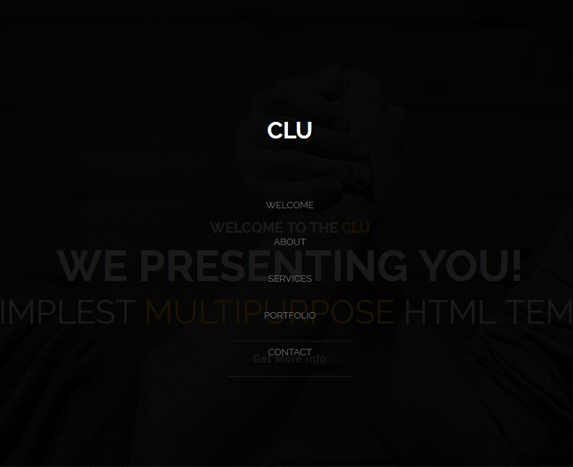 CLU
WELCOME
WELCOME TO THE CLU
ABOUT
WE PRESENTING YOU!
SERVICES
IMPLEST MULTIPURPOSE HTML TEM
PORTFOLIO
CONTACT
Get More Info